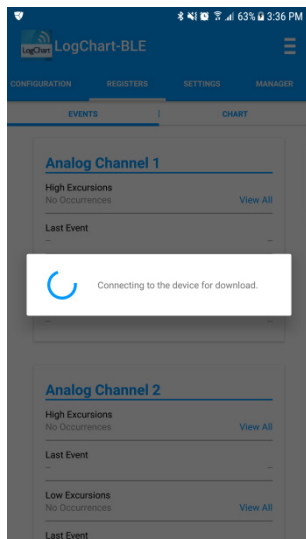 63% 3:36 PM
LogChart LogChart-BLE
CONFIGURATION REGISTERS SETTINGS MANAGER
EVENTS CHART
Analog Channel 1
High Excursions
No Occurrences View All
Last Event
-- --
Connecting to the device for download.
-- --
Analog Channel 2
High Excursions
No Occurrences View All
Last Event
-- --
Low Excursions
No Occurrences View All
Last Event